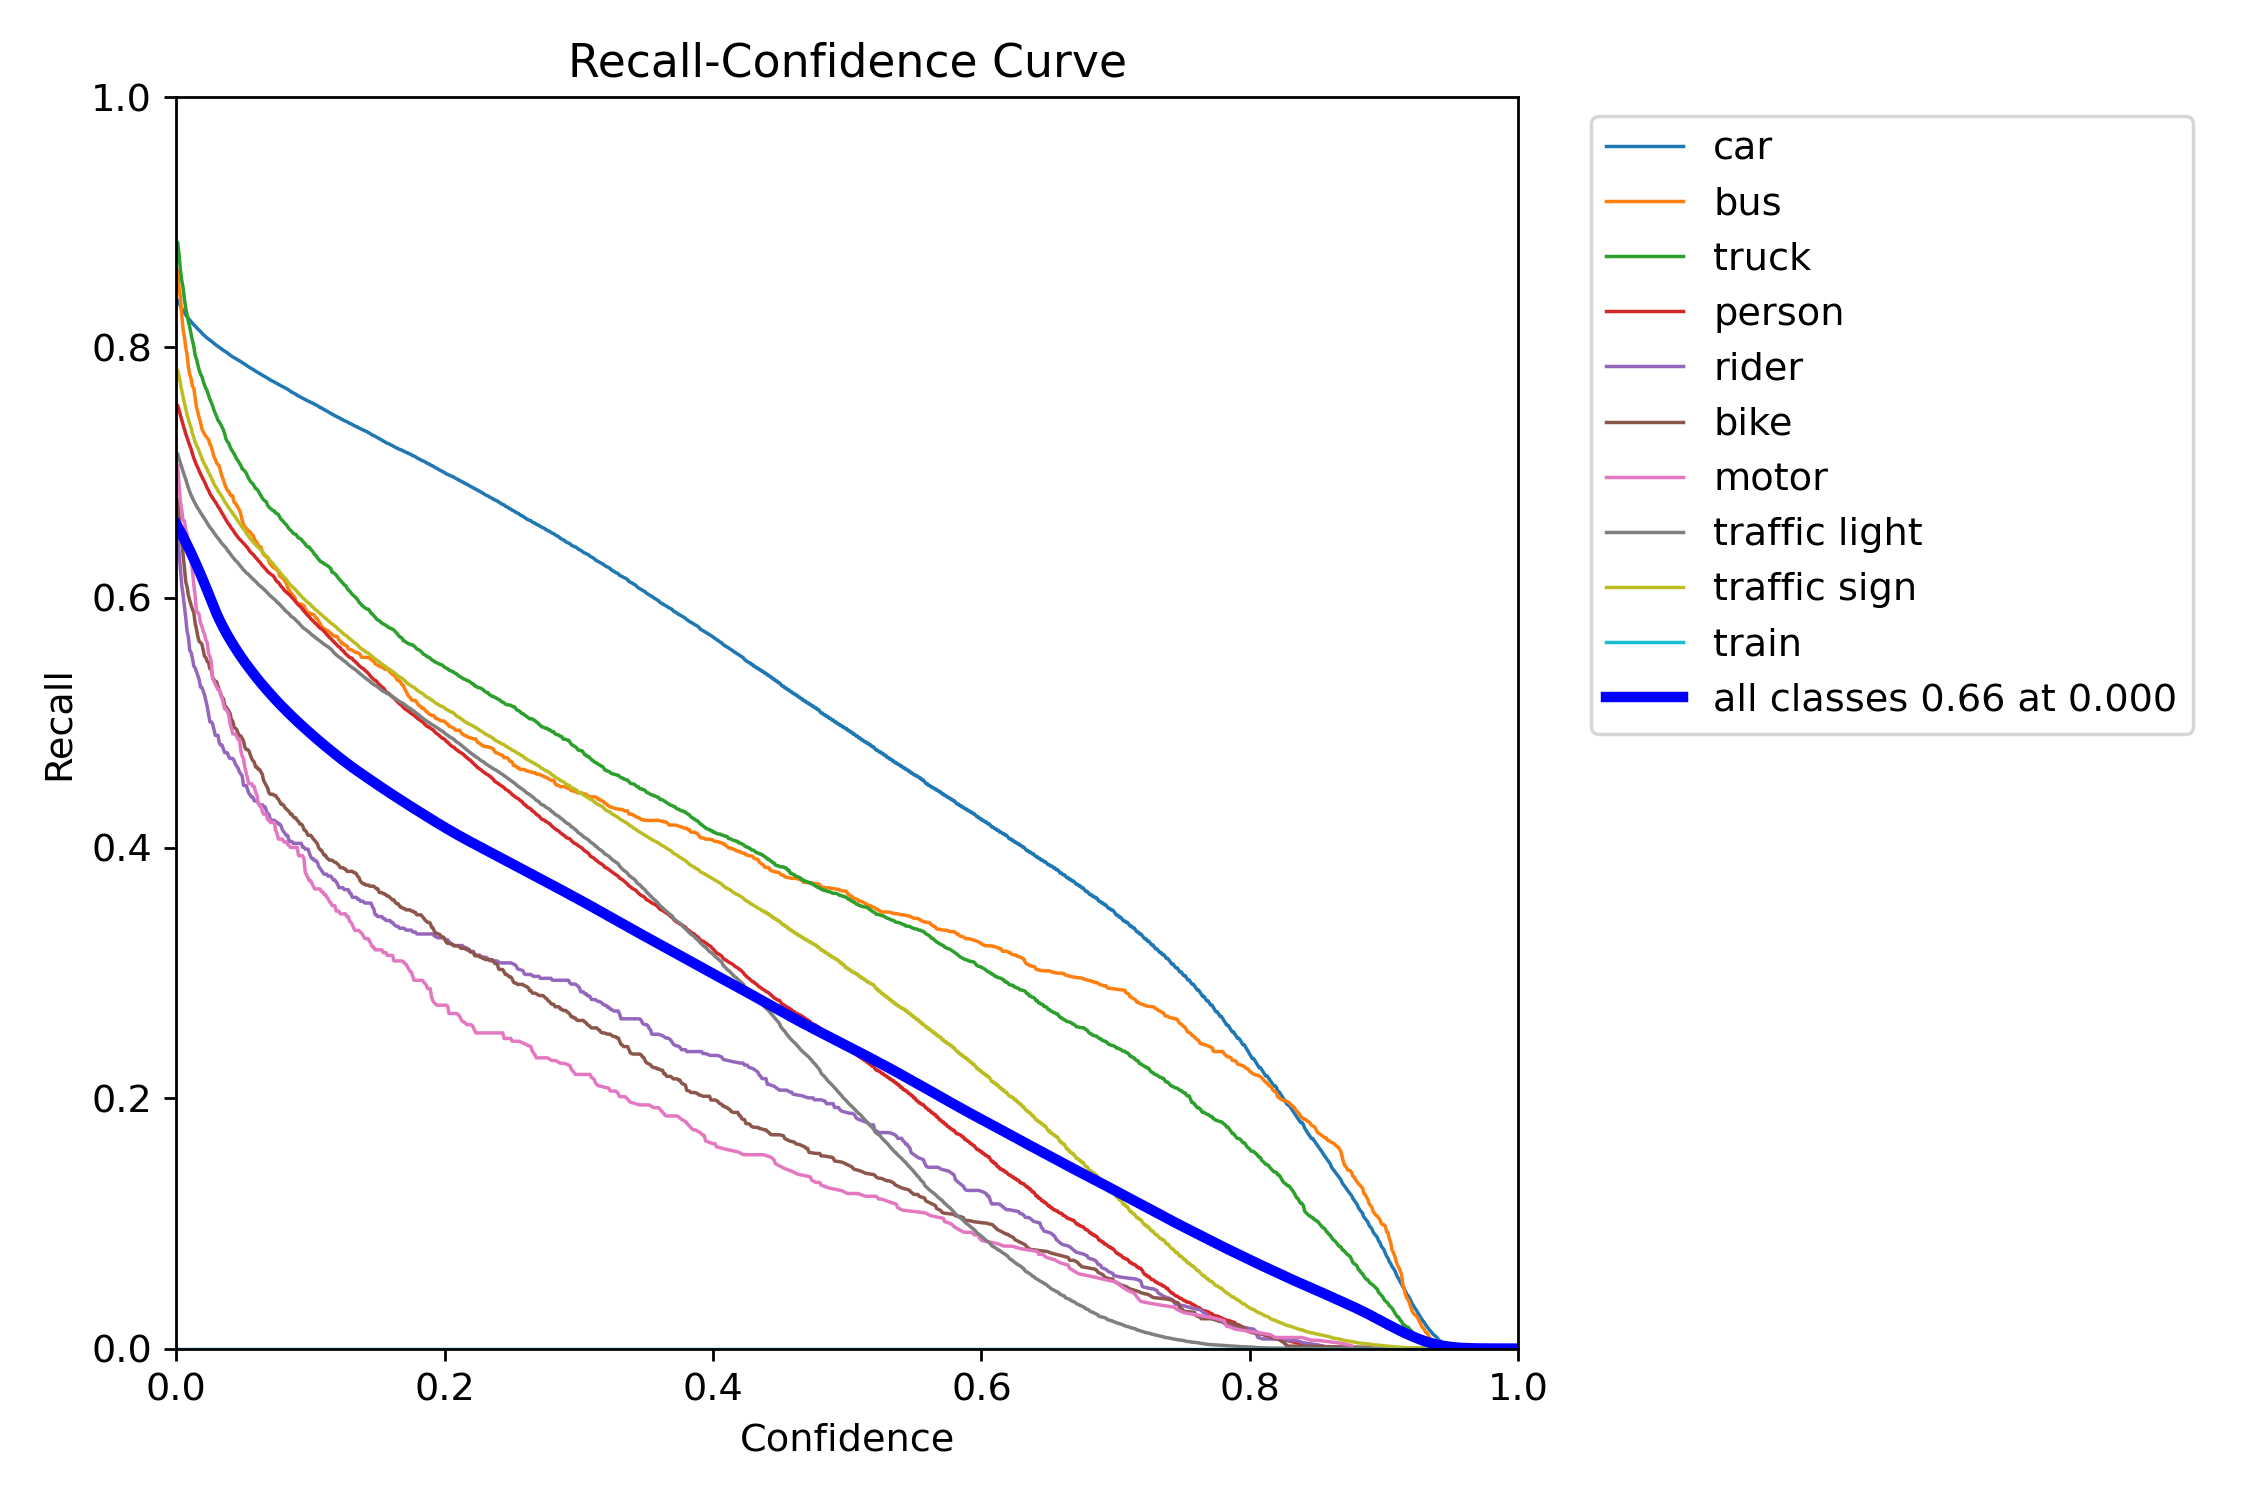 Recall-Confidence Curve
1.0
0.8
0.6
0.4
0.2
0.0
Recall
0.0 0.2 0.4 0.6 0.8 1.0
Confidence
car
bus
truck
person
rider
bike
motor
traffic light
traffic sign
train
all classes 0.66 at 0.000